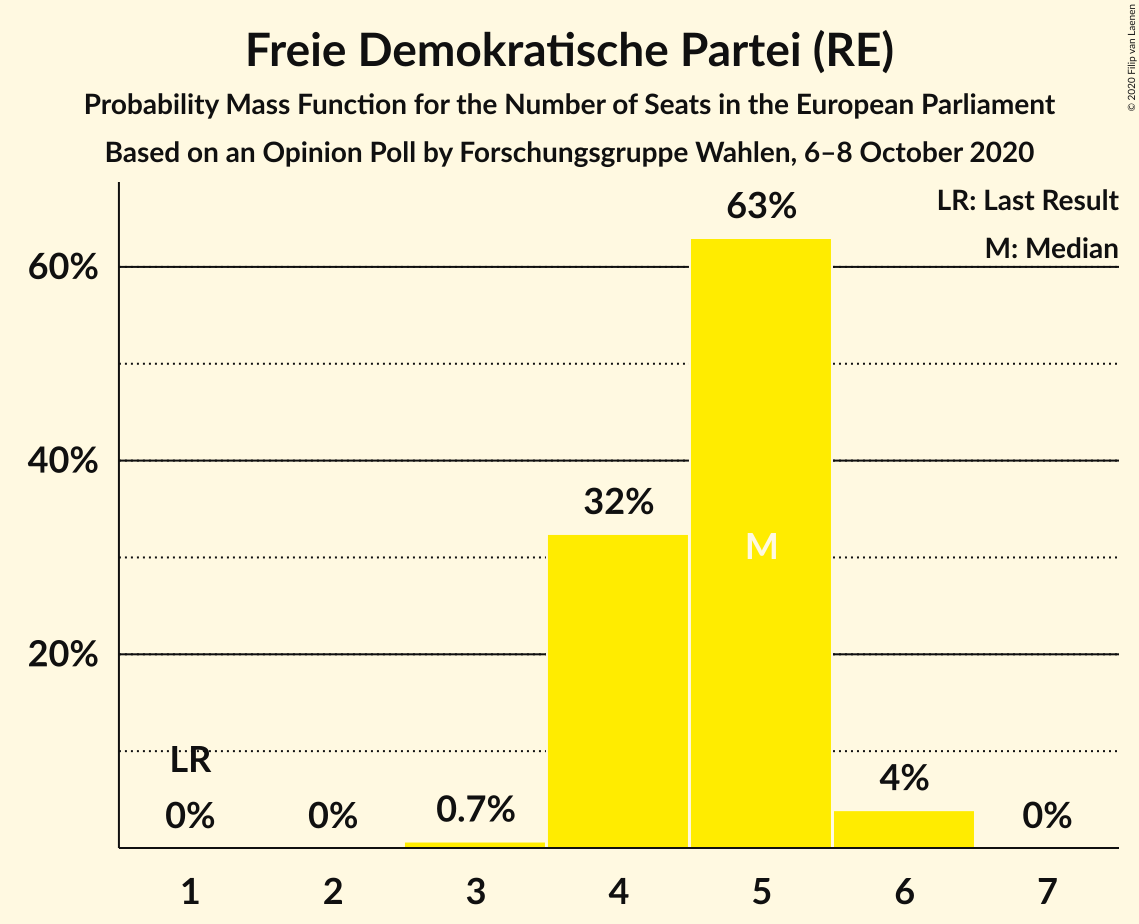 Freie Demokratische Partei (RE)
Probability Mass Function for the Number of Seats in the European Parliament
Based on an Opinion Poll by Forschungsgruppe Wahlen, 6–8 October 2020
© 2020 Filip van Laenen
LR: Last Result
M: Median
63%
60%
40%
32%
M
20%
LR
0%
0%
0.7%
4%
0%
1 2 3 4 5 6 7